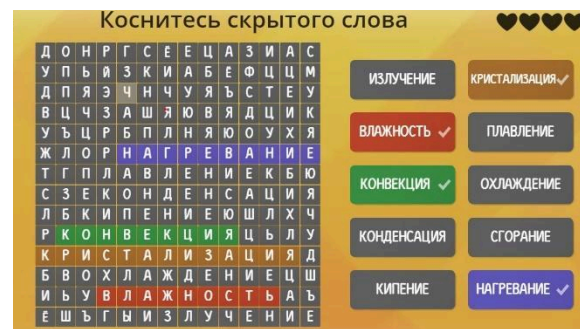 Коснитесь скрытого слова
Д О Н Р Г С Е Е Ц А З И А С
У П Ь Й З К И А Б Е Ф Ц Ц М
Д П Я Э Ч Н Ч У Я Ъ С Т Е У
В Ц Ч З А Ш Я Ю В Я Д Ц И К
У Ъ Ц Р Б П Л Н Я Ю О У Х Я
Ж Л О Р Н А Г Р Е В А Н И Е
Т Г П Л А В Л Е Н И Е К Б Ю
С З Е К О Н Д Е Н С А Ц И Я
Л Б К И П Е Н И Е Ю Ш Л Х Ч
Р К О Н В Е К Ц И Я Ц Ь Л У
К Р И С Т А Л И З А Ц И Я Д
Б В О Х Л А Ж Д Е Н И Е Ц Ш
И Ь У В Л А Ж Н О С Т Ь А Ъ
Е Ш Ъ Г Ы И З Л У Ч Е Н И Е
ИЗЛУЧЕНИЕ
КРИСТАЛИЗАЦИЯ
ВЛАЖНОСТЬ
ПЛАВЛЕНИЕ
КОНВЕКЦИЯ
ОХЛАЖДЕНИЕ
КОНДЕНСАЦИЯ
СГОРАНИЕ
КИПЕНИЕ
НАГРЕВАНИЕ